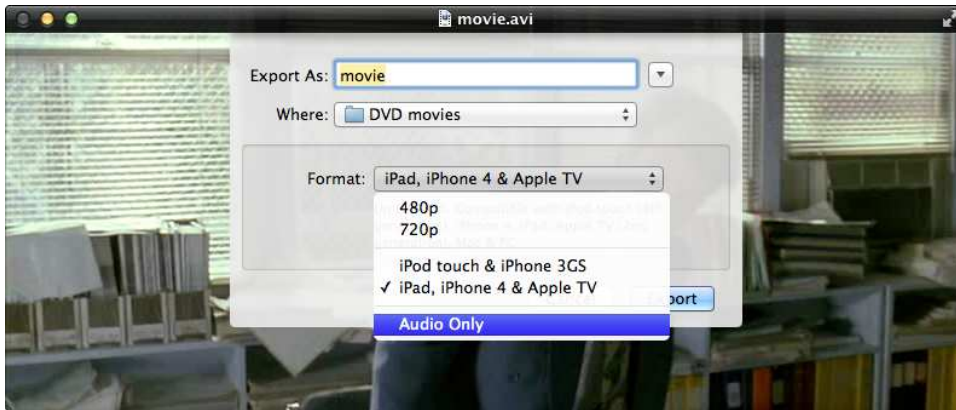 movie.avi
Export As: movie
Where: DVD movies
Format: iPad, iPhone 4 & Apple TV
480p
720p
iPod touch & iPhone 3GS
✓ iPad, iPhone 4 & Apple TV
Audio Only